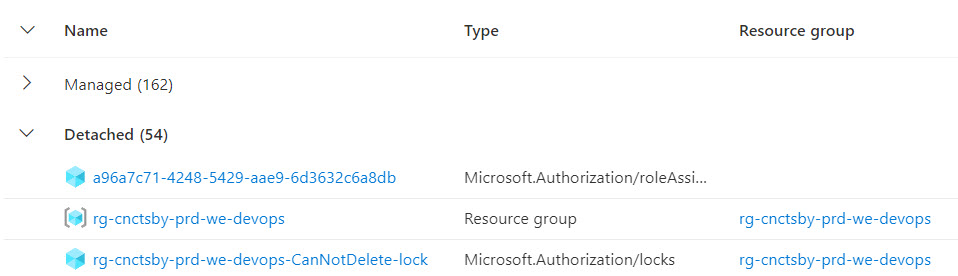 Name Type Resource group
Managed (162)
Detached (54)
a96a7c71-4248-5429-aae9-6d3632c6a8db Microsoft.Authorization/roleAssi...
rg-cnctsby-prd-we-devops Resource group rg-cnctsby-prd-we-devops
rg-cnctsby-prd-we-devops-CanNotDelete-lock Microsoft.Authorization/locks rg-cnctsby-prd-we-devops